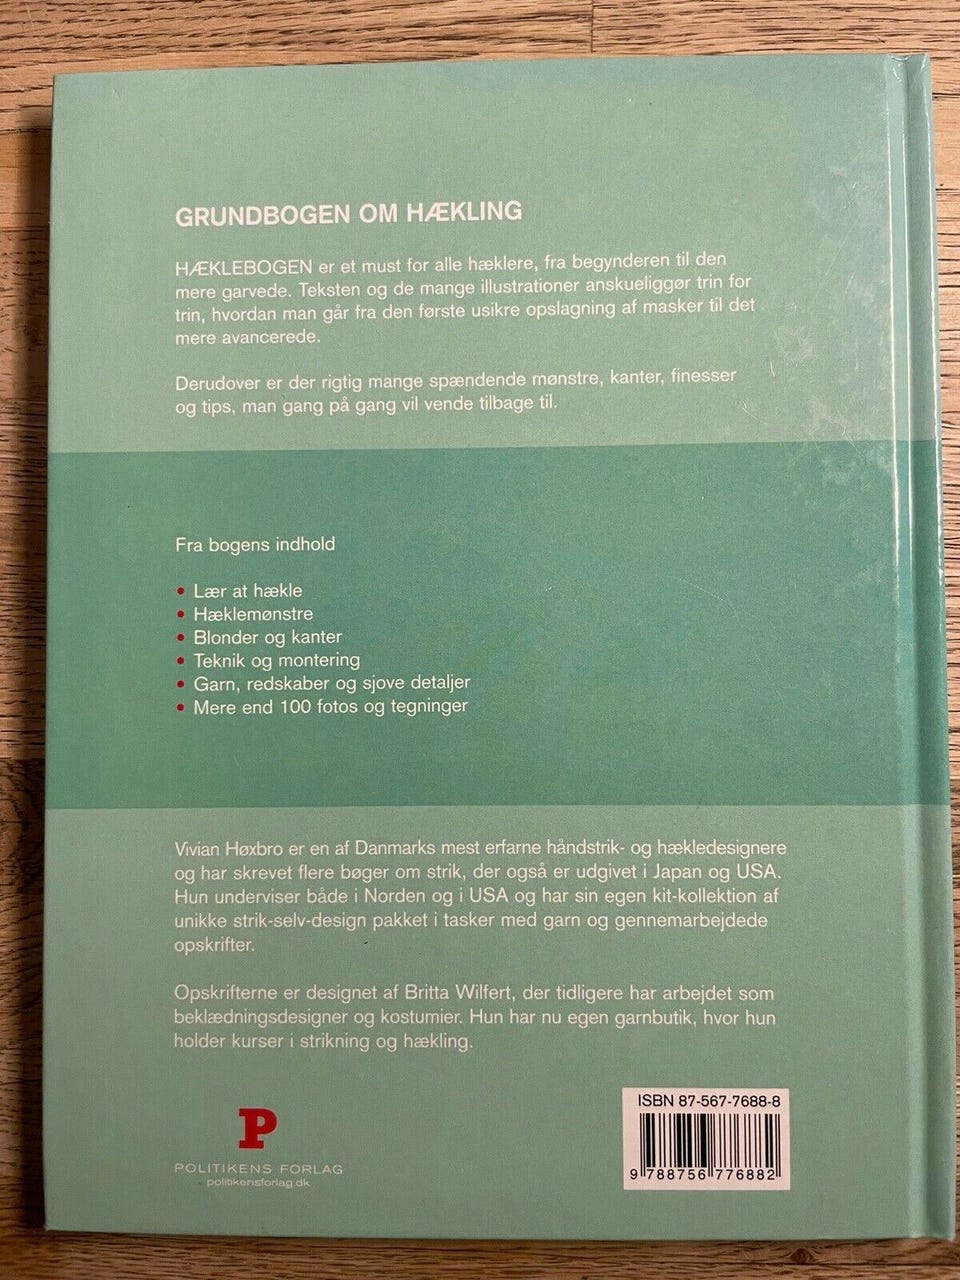 GRUNDBOGEN OM HÆKLING
HÆKLEBOGEN er et must for alle hæklere, fra begynderen til den
mere garvede. Teksten og de mange illustrationer anskueliggør trin for
trin, hvordan man går fra den første usikre opslagning af masker til det
mere avancerede.
Derudover er der rigtig mange spændende mønstre, kanter, finesser
og tips, man gang på gang vil vende tilbage til.
Fra bogens indhold
• Lær at hækle
• Hæklemønstre
• Blonder og kanter
• Teknik og montering
• Garn, redskaber og sjove detaljer
• Mere end 100 fotos og tegninger
Vivian Høxbro er en af Danmarks mest erfarne håndstrik- og hækledesignere
og har skrevet flere bøger om strik, der også er udgivet i Japan og USA.
Hun underviser både i Norden og i USA og har sin egen kit-kollektion af
unikke strik-selv-design pakket i tasker med garn og gennemarbejdede
opskrifter.
Opskrifterne er designet af Britta Wilfert, der tidligere har arbejdet som
beklædningsdesigner og kostumier. Hun har nu egen garnbutik, hvor hun
holder kurser i strikning og hækling.
P
POLITIKENS FORLAG
politikensforlag.dk
ISBN 87-567-7688-8
9 788756 776882